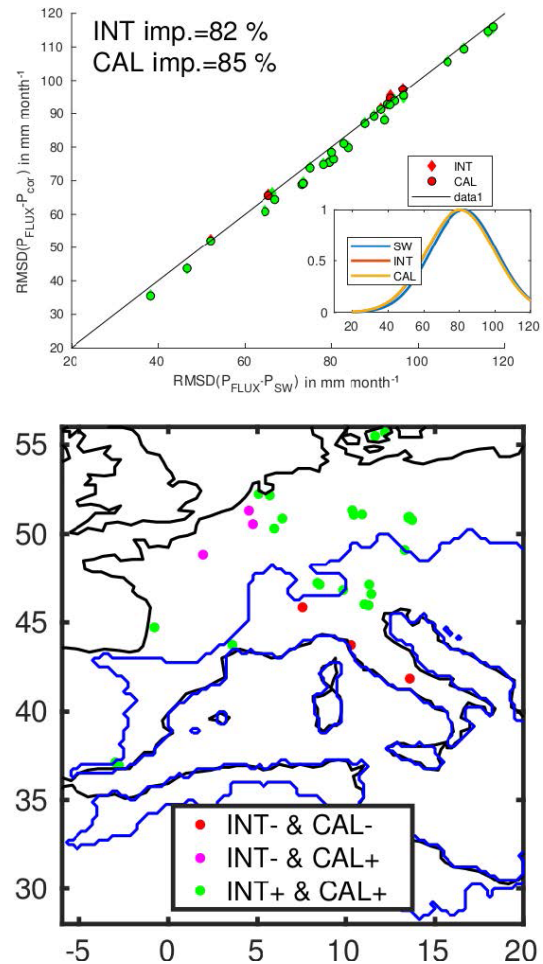 INT imp.=82 %
CAL imp.=85 %
RMSD(P_FLUX-P_cor) in mm month⁻¹
120
110
100
90
80
70
60
50
40
30
20
20 40 60 80 100 120
RMSD(P_FLUX-P_SW) in mm month⁻¹
INT
CAL
data1
1
0.5
0
SW
INT
CAL
20 40 60 80 100 120
55
50
45
40
35
30
INT- & CAL-
INT- & CAL+
INT+ & CAL+
-5 0 5 10 15 20